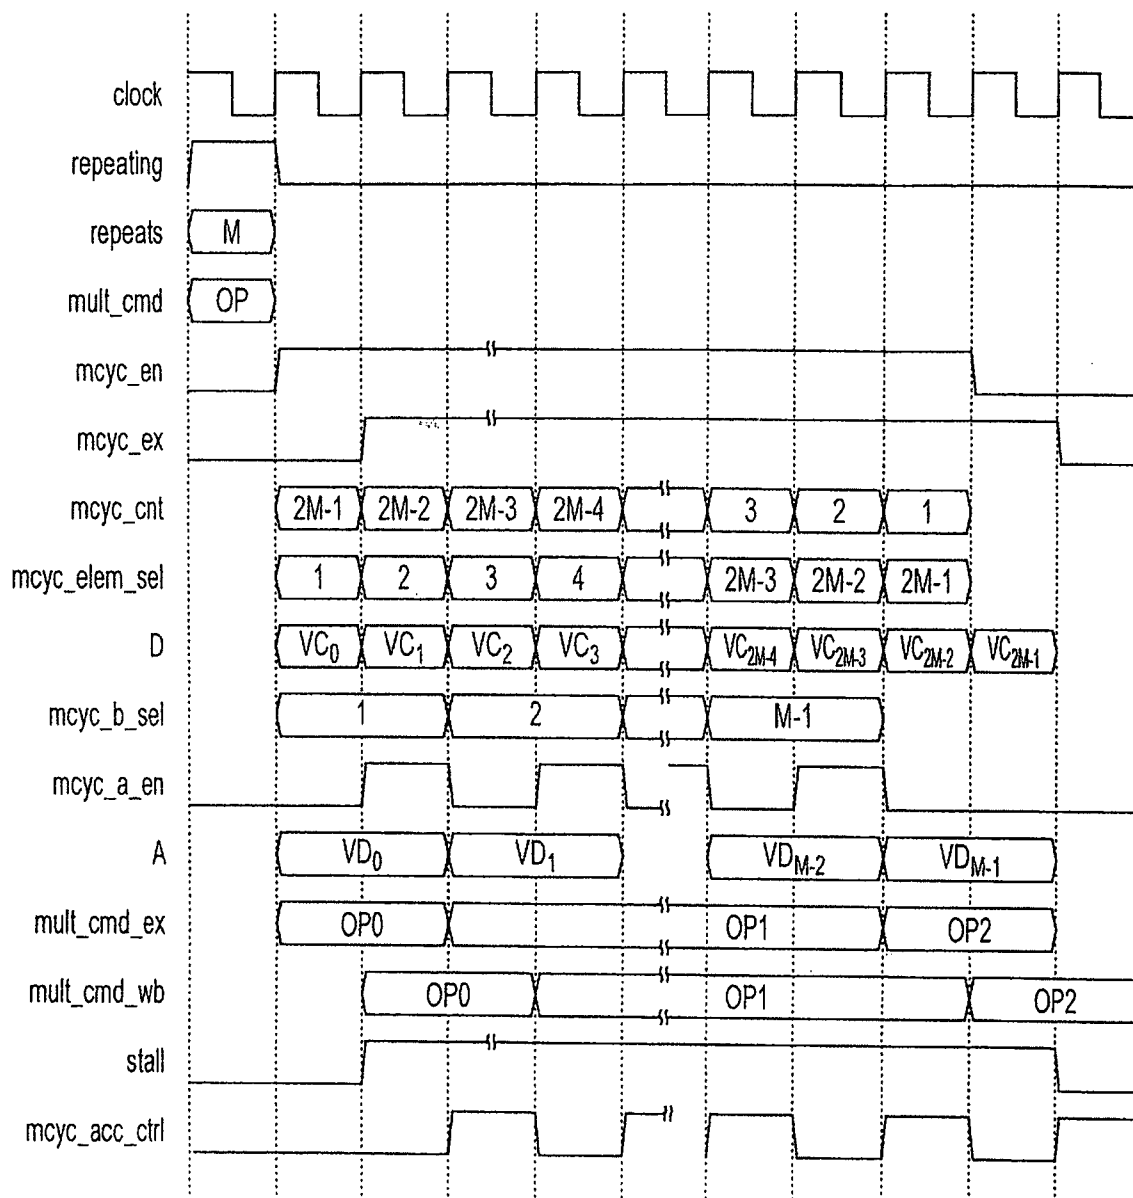 clock
repeating
repeats M
mult_cmd OP
mcyc_en
mcyc_ex
mcyc_cnt 2M-1 2M-2 2M-3 2M-4 3 2 1
mcyc_elem_sel 1 2 3 4 2M-3 2M-2 2M-1
D VC0 VC1 VC2 VC3 VC2M-4 VC2M-3 VC2M-2 VC2M-1
mcyc_b_sel 1 2 M-1
mcyc_a_en
A VD0 VD1 VDM-2 VDM-1
mult_cmd_ex OP0 OP1 OP2
mult_cmd_wb OP0 OP1 OP2
stall
mcyc_acc_ctrl